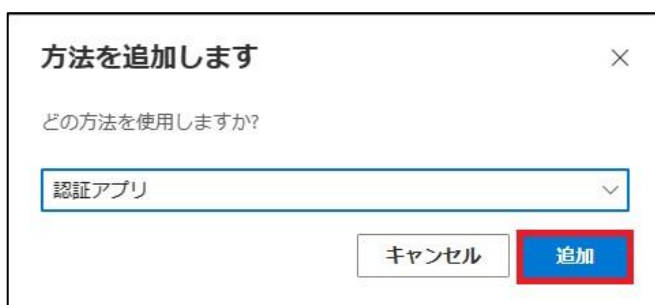 方法を追加します
どの方法を使用しますか?
認証アプリ
キャンセル 追加